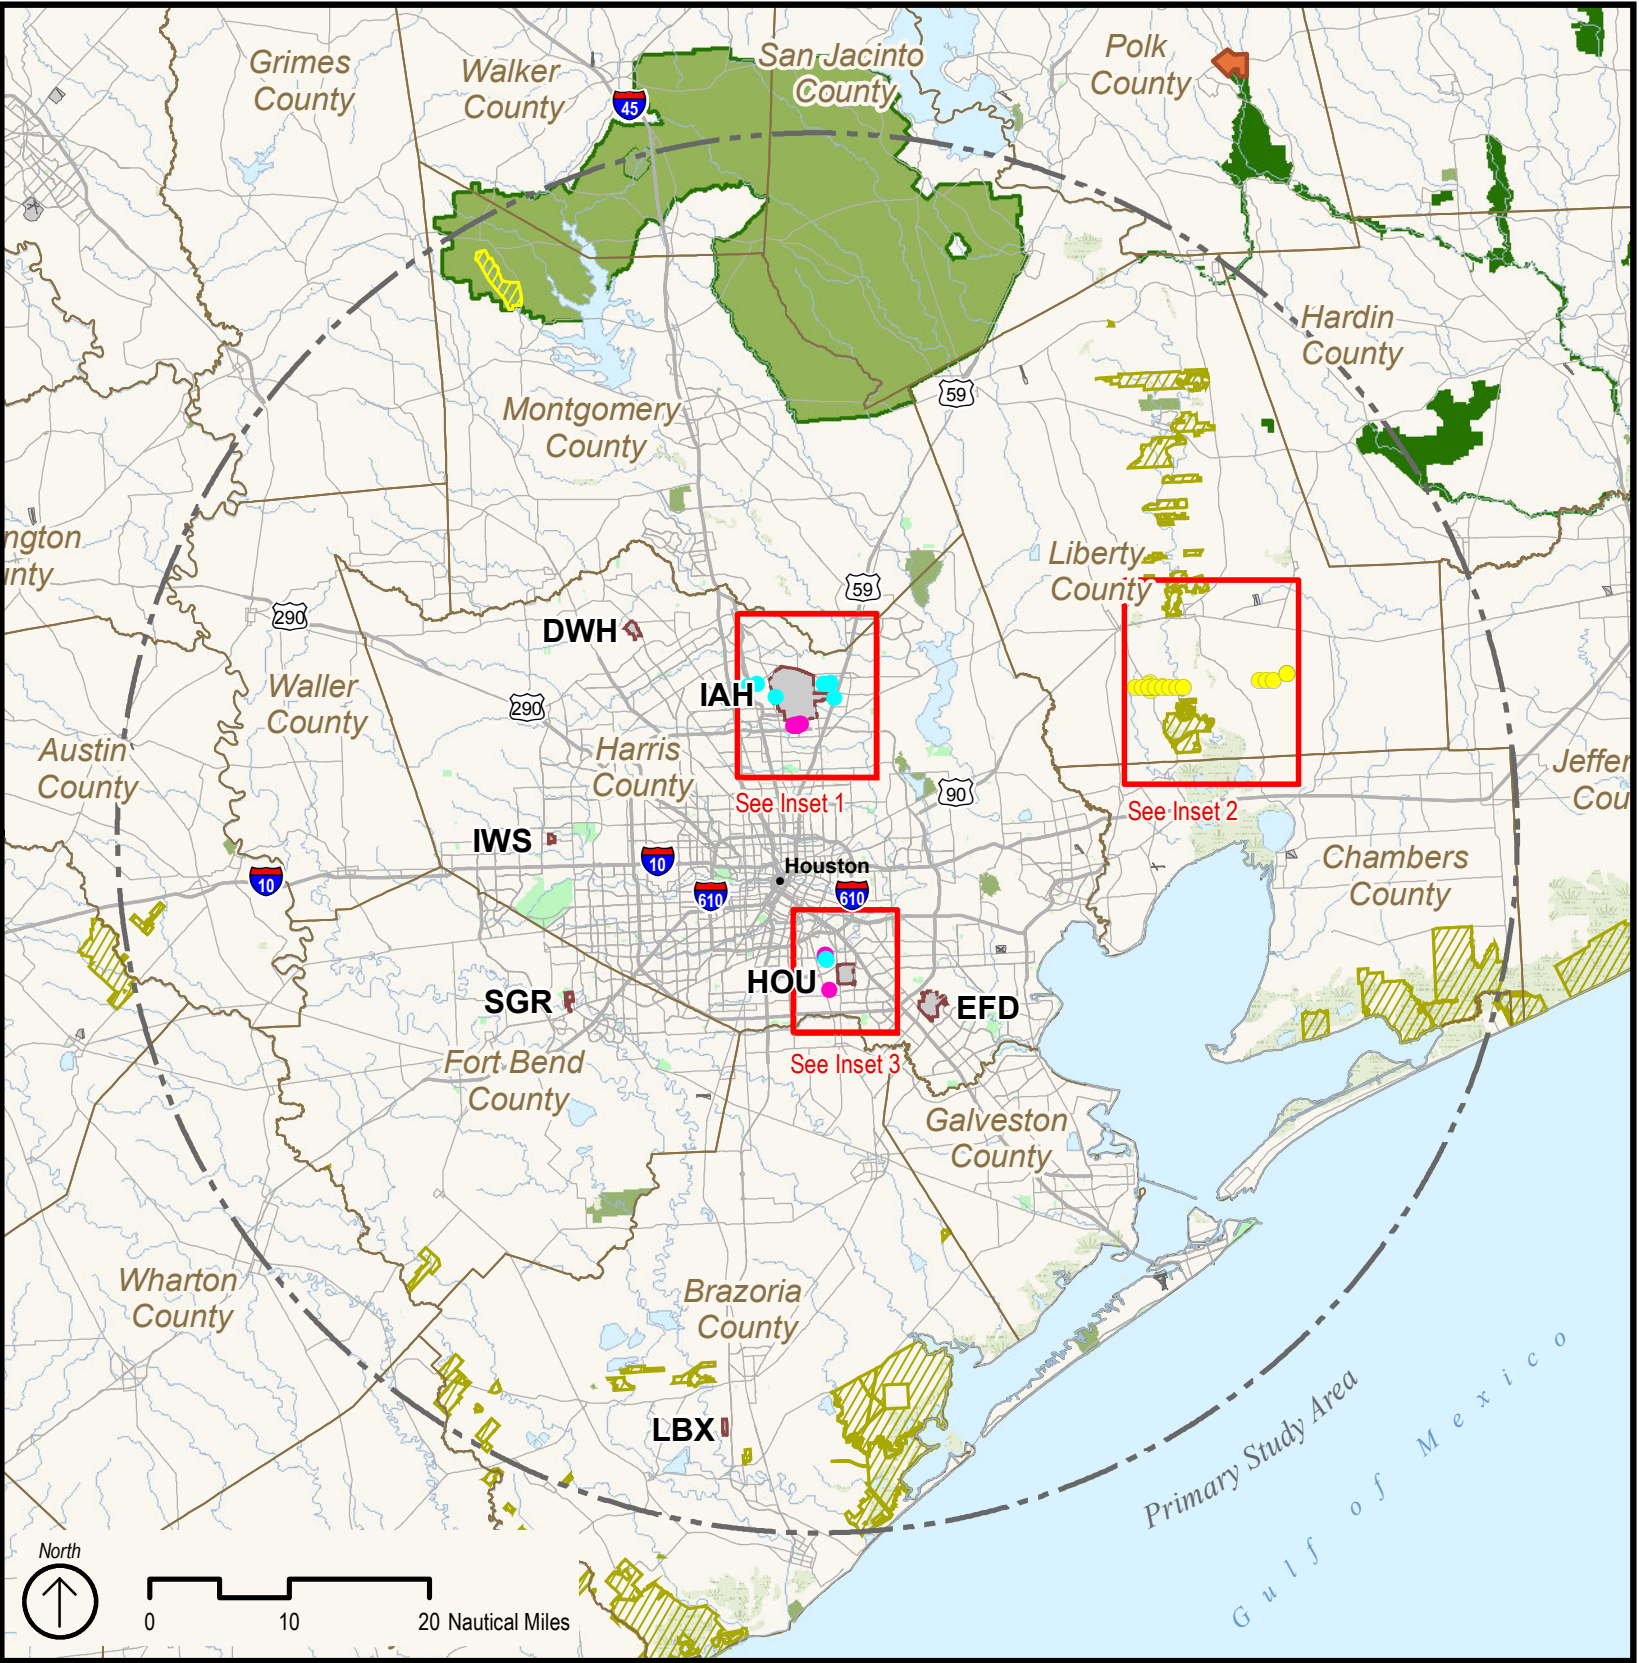 Grimes
County
Walker
County
San Jacinto
County
Polk
County
45
Hardin
County
59
Montgomery
County
ngton
unty
Liberty
County
59
290
DWH
IAH
Waller
County
290
Harris
County
Austin
County
Jeffer
Cou
90
See Inset 1
See Inset 2
IWS
10
Houston
Chambers
County
10
610
610
HOU
SGR
EFD
Fort Bend
County
See Inset 3
Galveston
County
Wharton
County
Brazoria
County
LBX
Primary Study Area
Gulf of Mexico
North
0 10 20 Nautical Miles